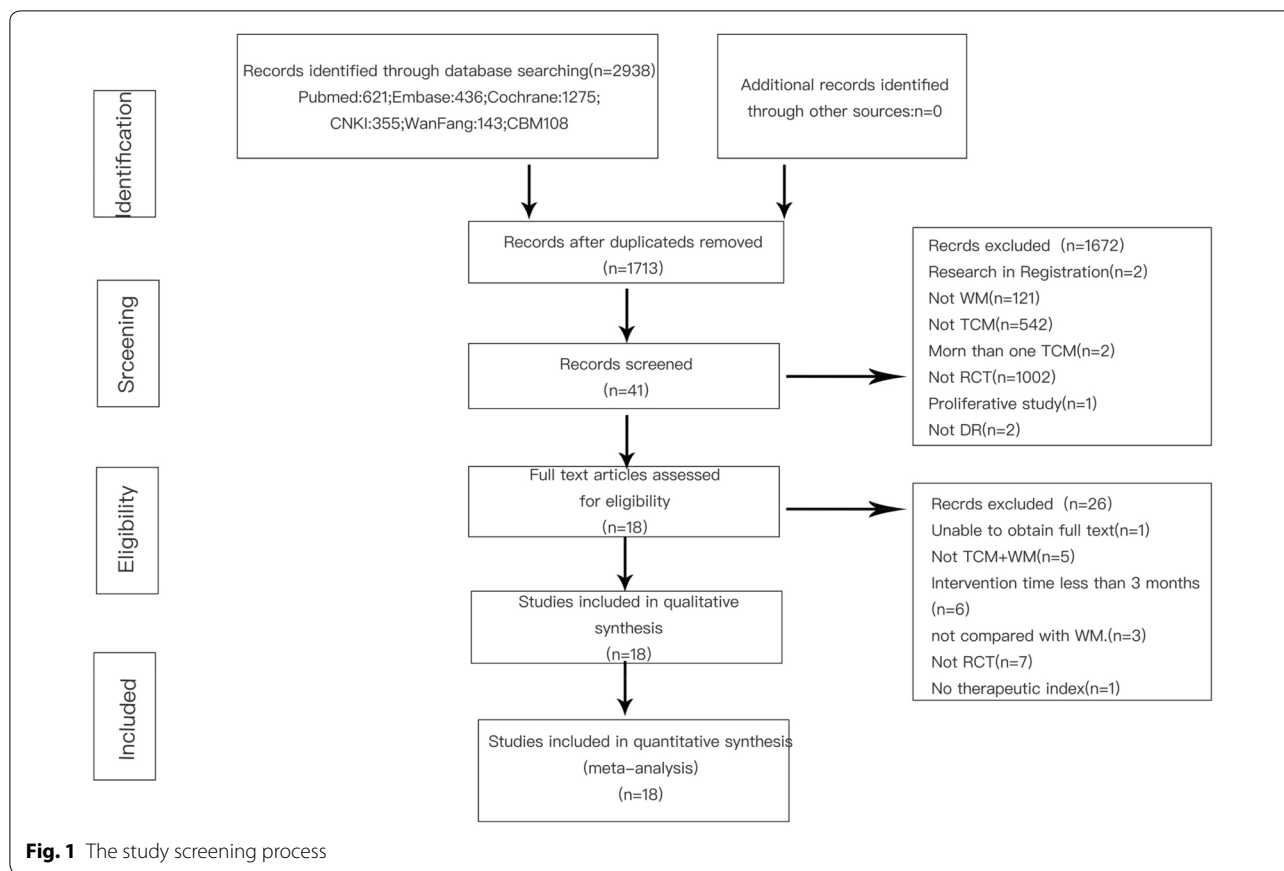 Identification
Records identified through database searching(n=2938)
Pubmed:621;Embase:436;Cochrane:1275;
CNKI:355;WanFang:143;CBM108
Additional records identified
through other sources:n=0
Records after duplicateds removed
(n=1713)
Srceening
Records screened
(n=41)
Recrds excluded (n=1672)
Research in Registration(n=2)
Not WM(n=121)
Not TCM(n=542)
Morn than one TCM(n=2)
Not RCT(n=1002)
Proliferative study(n=1)
Not DR(n=2)
Eligibility
Full text articles assessed
for eligibility
(n=18)
Recrds excluded (n=26)
Unable to obtain full text(n=1)
Not TCM+WM(n=5)
Intervention time less than 3 months
(n=6)
not compared with WM.(n=3)
Not RCT(n=7)
No therapeutic index(n=1)
Studies included in qualitative
synthesis
(n=18)
Included
Studies included in quantitative synthesis
(meta-analysis)
(n=18)
Fig. 1 The study screening process